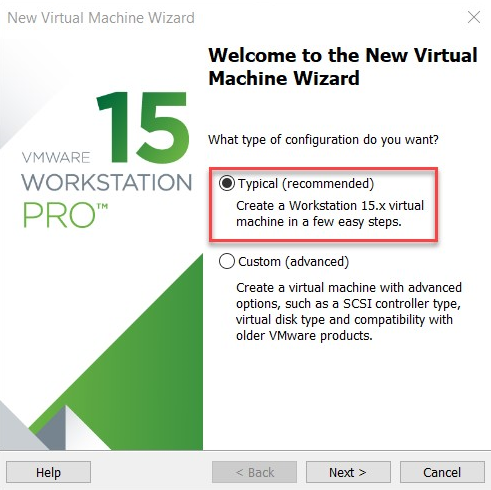 New Virtual Machine Wizard
Welcome to the New Virtual
Machine Wizard
15
VMWARE
WORKSTATION
PRO™
What type of configuration do you want?
Typical (recommended)
Create a Workstation 15.x virtual
machine in a few easy steps.
Custom (advanced)
Create a virtual machine with advanced
options, such as a SCSI controller type,
virtual disk type and compatibility with
older VMware products.
Help
< Back
Next >
Cancel